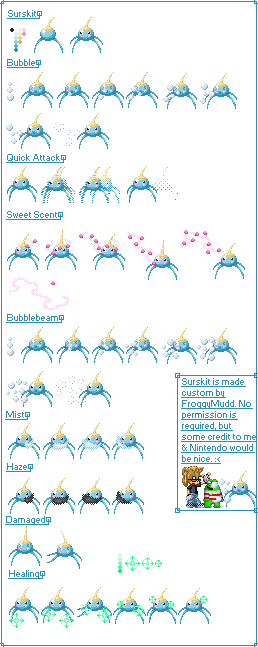 Surskit
Bubble
Quick Attack
Sweet Scent
Bubblebeam
Surskit is made
custom by
FroggyMudd. No
permission is
required, but
some credit to me
& Nintendo would
be nice. :<
Mist
Haze
Damaged
Healing